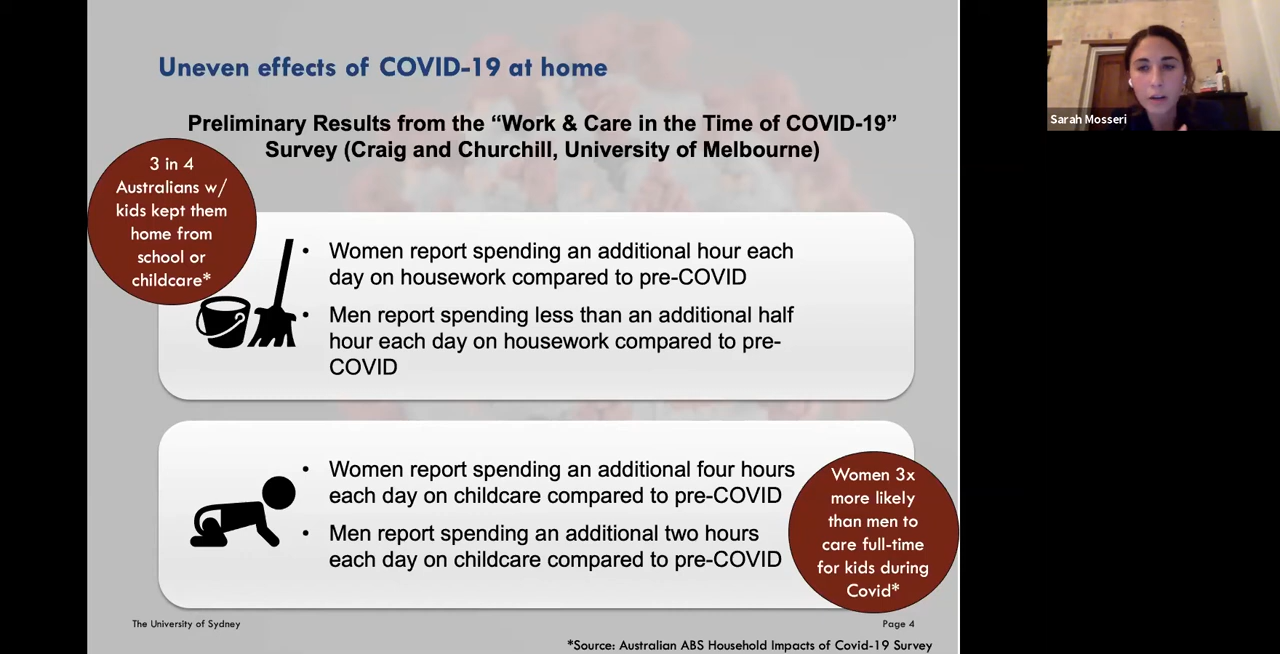 Uneven effects of COVID-19 at home
Preliminary Results from the “Work & Care in the Time of COVID-19”
Survey (Craig and Churchill, University of Melbourne)
3 in 4
Australians w/
kids kept them
home from
school or
childcare*
• Women report spending an additional hour each
day on housework compared to pre-COVID
• Men report spending less than an additional half
hour each day on housework compared to pre-
COVID
• Women report spending an additional four hours
each day on childcare compared to pre-COVID
• Men report spending an additional two hours
each day on childcare compared to pre-COVID
Women 3x
more likely
than men to
care full-time
for kids during
Covid*
The University of Sydney
Page 4
*Source: Australian ABS Household Impacts of Covid-19 Survey
Sarah Mosseri